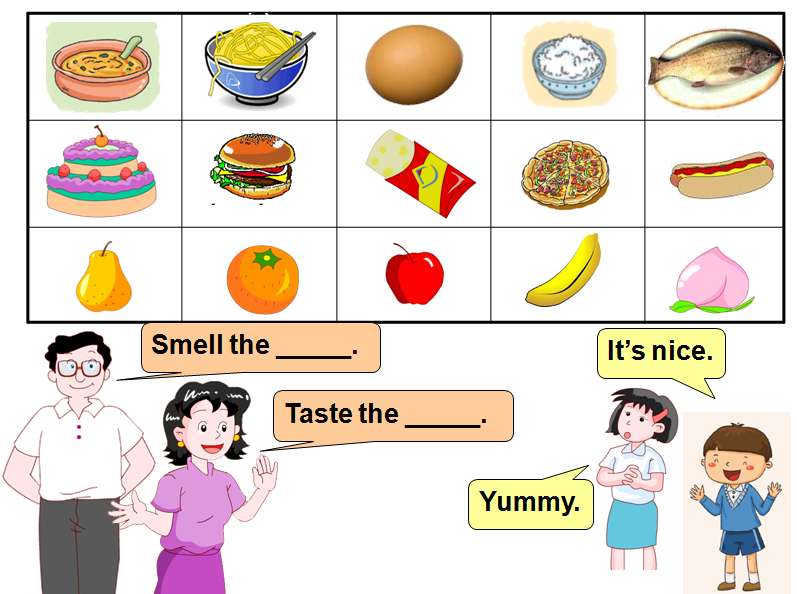 Smell the _____.
It's nice.
Taste the _____.
Yummy.